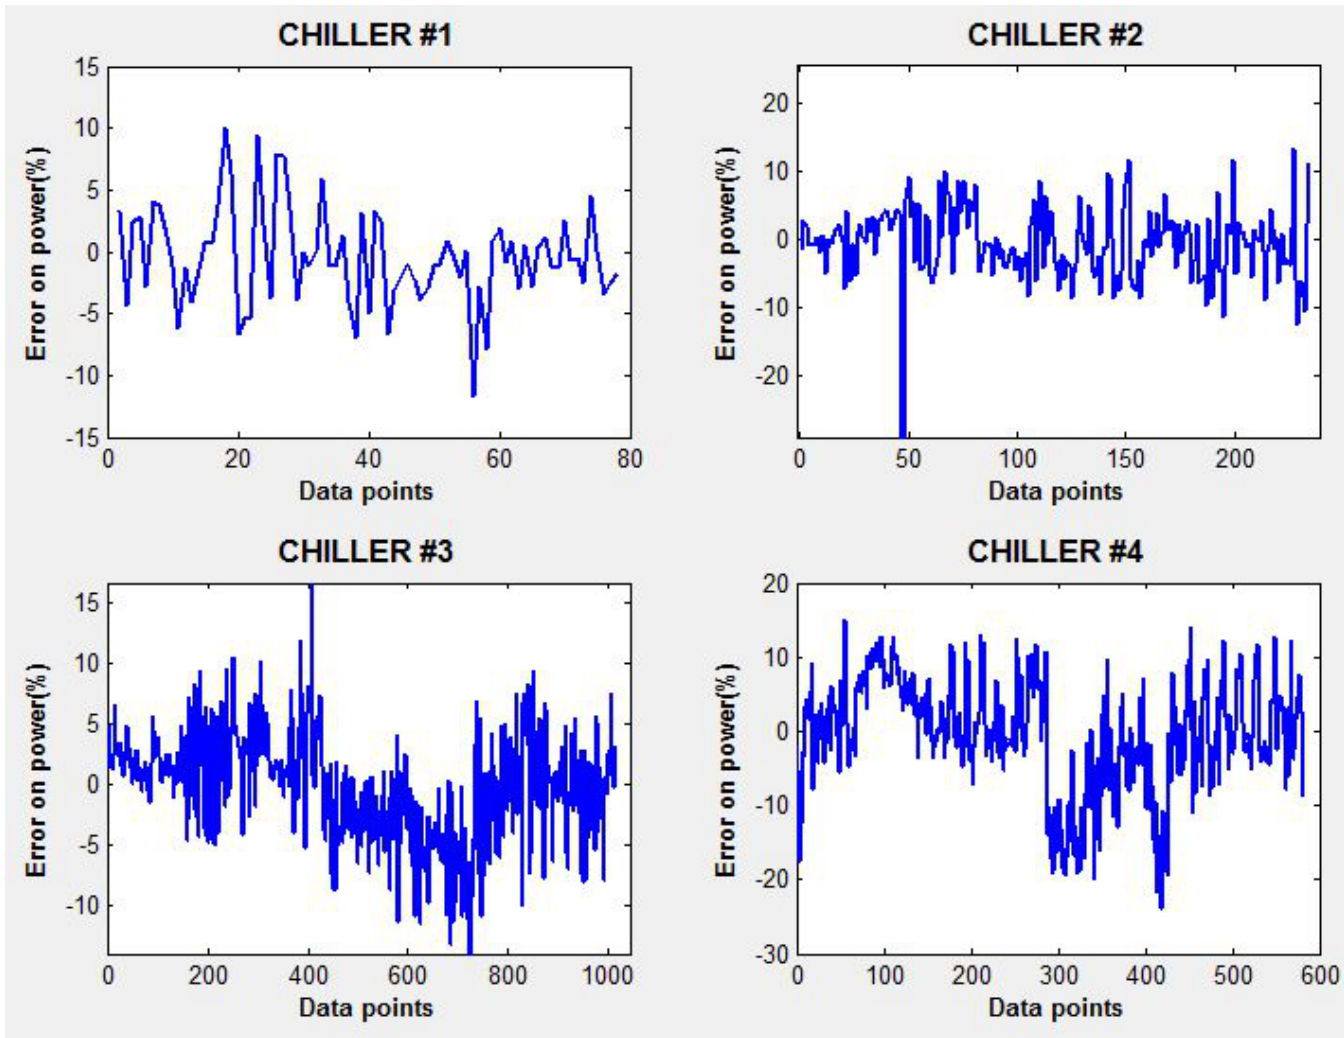 CHILLER #1
15
10
5
0
-5
-10
-15
Error on power(%)
0 20 40 60 80
Data points
CHILLER #2
20
10
0
-10
-20
Error on power(%)
0 50 100 150 200
Data points
CHILLER #3
15
10
5
0
-5
-10
Error on power(%)
0 200 400 600 800 1000
Data points
CHILLER #4
20
10
0
-10
-20
-30
Error on power(%)
0 100 200 300 400 500 600
Data points